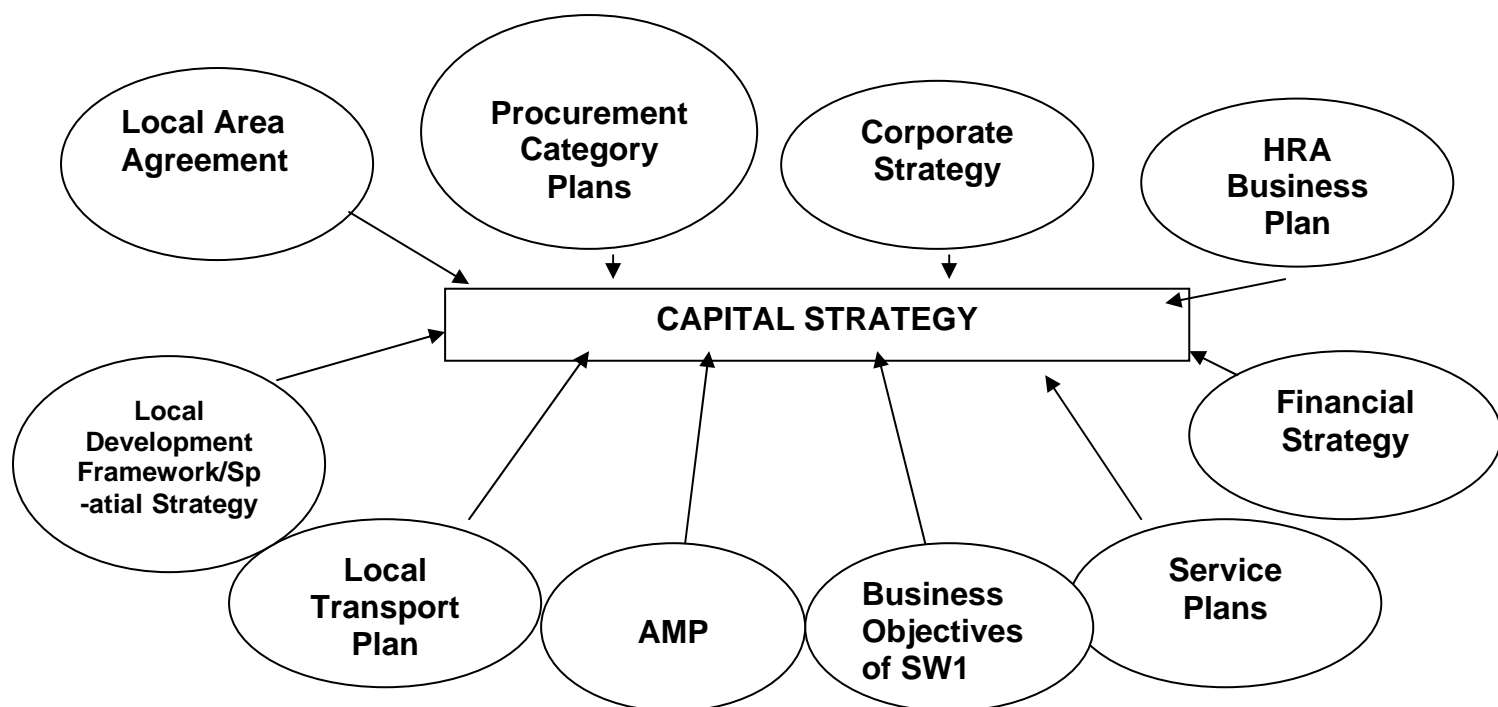 Local Area
Agreement
Procurement
Category
Plans
Corporate
Strategy
HRA
Business
Plan
CAPITAL STRATEGY
Local
Development
Framework/Sp
-atial Strategy
Financial
Strategy
Local
Transport
Plan
AMP
Business
Objectives
of SW1
Service
Plans